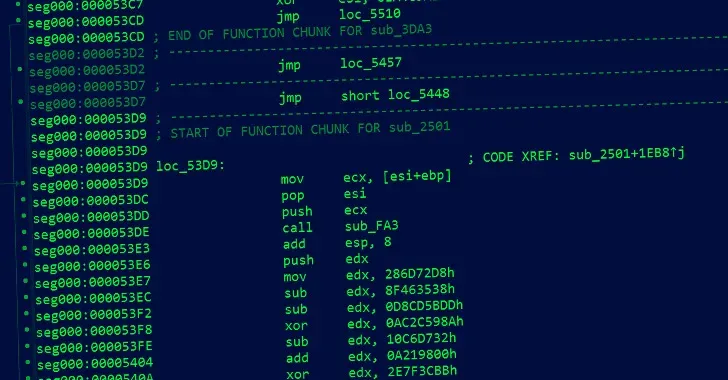 seg000:000053C7 xor
seg000:000053CD jmp loc_5510
seg000:000053CD ; END OF FUNCTION CHUNK FOR sub_3DA3
seg000:000053D2 ; ---------------------------------------------------------------------------
seg000:000053D2 jmp loc_5457
seg000:000053D7 ; ---------------------------------------------------------------------------
seg000:000053D7 jmp short loc_5448
seg000:000053D9 ; ---------------------------------------------------------------------------
seg000:000053D9 ; START OF FUNCTION CHUNK FOR sub_2501
seg000:000053D9
seg000:000053D9 loc_53D9: ; CODE XREF: sub_2501+1EB8↑j
seg000:000053D9 mov ecx, [esi+ebp]
seg000:000053DC pop esi
seg000:000053DD push ecx
seg000:000053DE call sub_FA3
seg000:000053E3 add esp, 8
seg000:000053E6 push edx
seg000:000053E7 mov edx, 286D72D8h
seg000:000053EC sub edx, 8F463538h
seg000:000053F2 sub edx, 0D8CD5BDDh
seg000:000053F8 xor edx, 0AC2C598Ah
seg000:000053FE sub edx, 10C6D732h
seg000:00005404 add edx, 0A219800h
seg000:0000540A xor edx, 2E7F3CBBh